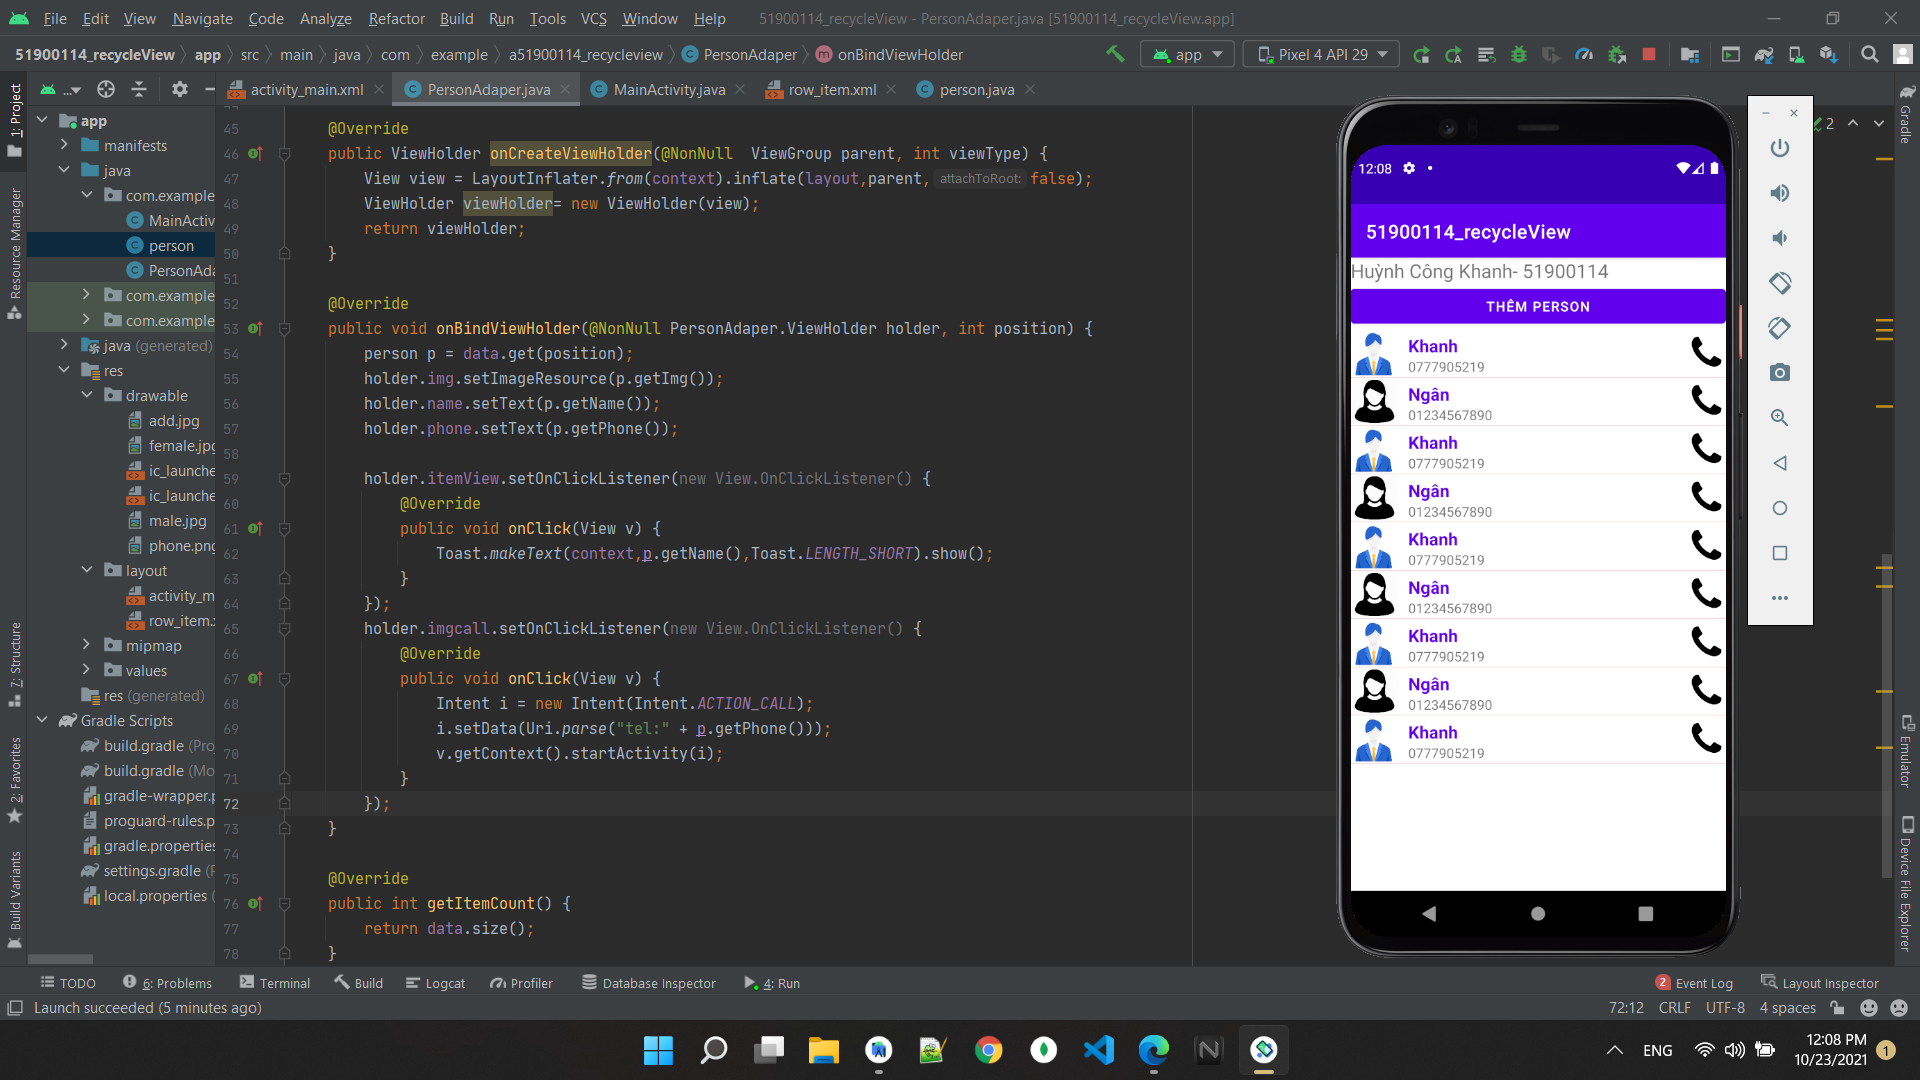 File Edit View Navigate Code Analyze Refactor Build Run Tools VCS Window Help 51900114_recycleView - PersonAdaper.java [51900114_recycleView.app]
51900114_recycleView app src main java com example a51900114_recycleview PersonAdaper onBindViewHolder app Pixel 4 API 29
1: Project
Resource Manager
7: Structure
2: Favorites
Build Variants
... activity_main.xml PersonAdaper.java MainActivity.java row_item.xml person.java
app
manifests
java
com.example
MainActiv
person
PersonAda
com.example
com.example
java (generated)
res
drawable
add.jpg
female.jpg
ic_launche
ic_launche
male.jpg
phone.png
layout
activity_m
row_item.x
mipmap
values
res (generated)
Gradle Scripts
build.gradle (Pro
build.gradle (Mo
gradle-wrapper.p
proguard-rules.p
gradle.properties
settings.gradle (P
local.properties (
45 @Override
46 public ViewHolder onCreateViewHolder(@NonNull ViewGroup parent, int viewType) {
47 View view = LayoutInflater.from(context).inflate(layout,parent, attachToRoot: false);
48 ViewHolder viewHolder= new ViewHolder(view);
49 return viewHolder;
50 }
51
52 @Override
53 public void onBindViewHolder(@NonNull PersonAdaper.ViewHolder holder, int position) {
54 person p = data.get(position);
55 holder.img.setImageResource(p.getImg());
56 holder.name.setText(p.getName());
57 holder.phone.setText(p.getPhone());
58
59 holder.itemView.setOnClickListener(new View.OnClickListener() {
60 @Override
61 public void onClick(View v) {
62 Toast.makeText(context,p.getName(),Toast.LENGTH_SHORT).show();
63 }
64 });
65 holder.imgcall.setOnClickListener(new View.OnClickListener() {
66 @Override
67 public void onClick(View v) {
68 Intent i = new Intent(Intent.ACTION_CALL);
69 i.setData(Uri.parse("tel:" + p.getPhone()));
70 v.getContext().startActivity(i);
71 }
72 });
73 }
74
75 @Override
76 public int getItemCount() {
77 return data.size();
78 }
12:08
51900114_recycleView
Huỳnh Công Khanh- 51900114
THÊM PERSON
Khanh
0777905219
Ngân
01234567890
Khanh
0777905219
Ngân
01234567890
Khanh
0777905219
Ngân
01234567890
Khanh
0777905219
Ngân
01234567890
Khanh
0777905219
2
Gradle
Emulator
Device File Explorer
TODO 6: Problems Terminal Build Logcat Profiler Database Inspector 4: Run 2 Event Log Layout Inspector
Launch succeeded (5 minutes ago) 72:12 CRLF UTF-8 4 spaces
ENG 12:08 PM
10/23/2021 1